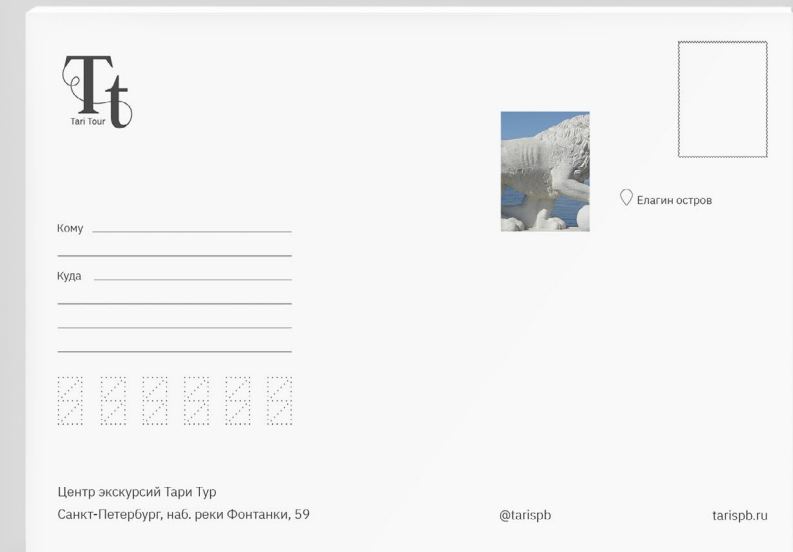 Tt
Tari Tour
Елагин остров
Кому
Куда
Центр экскурсий Тари Тур
Санкт-Петербург, наб. реки Фонтанки, 59
@tarispb
tarispb.ru